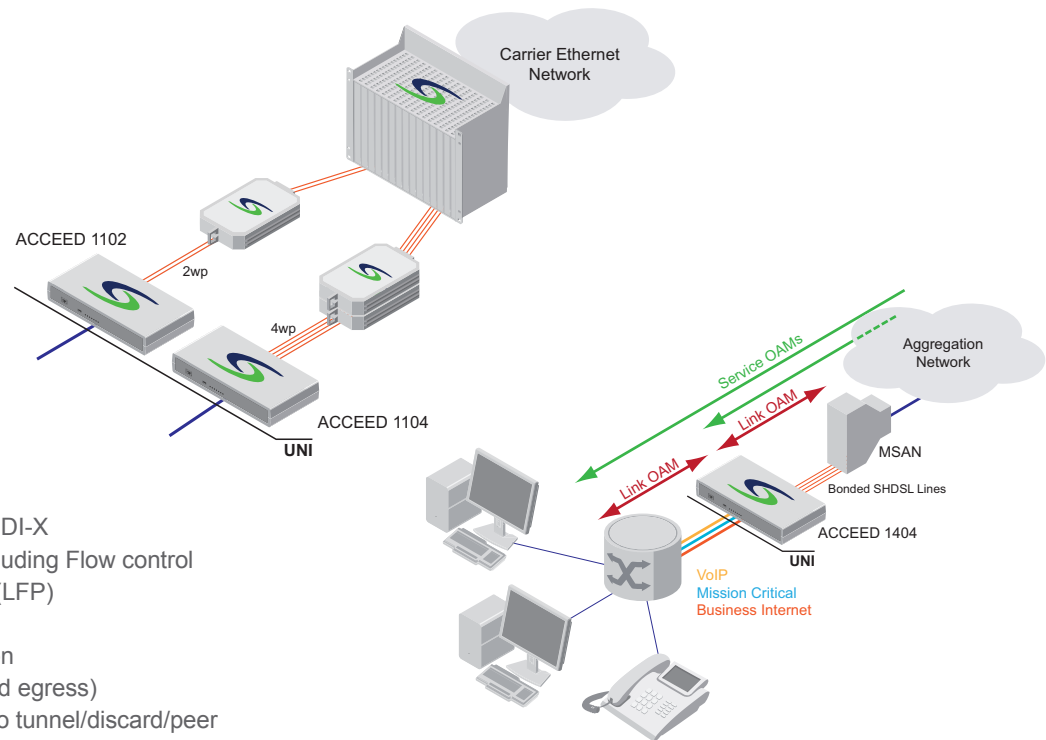 Carrier Ethernet
Network
ACCEED 1102
2wp
4wp
ACCEED 1104
UNI
Service OAMs
Link OAM
Link OAM
Aggregation
Network
MSAN
Bonded SHDSL Lines
ACCEED 1404
UNI
VoIP
Mission Critical
Business Internet
DI-X
uding Flow control
LFP)
n
d egress)
o tunnel/discard/peer